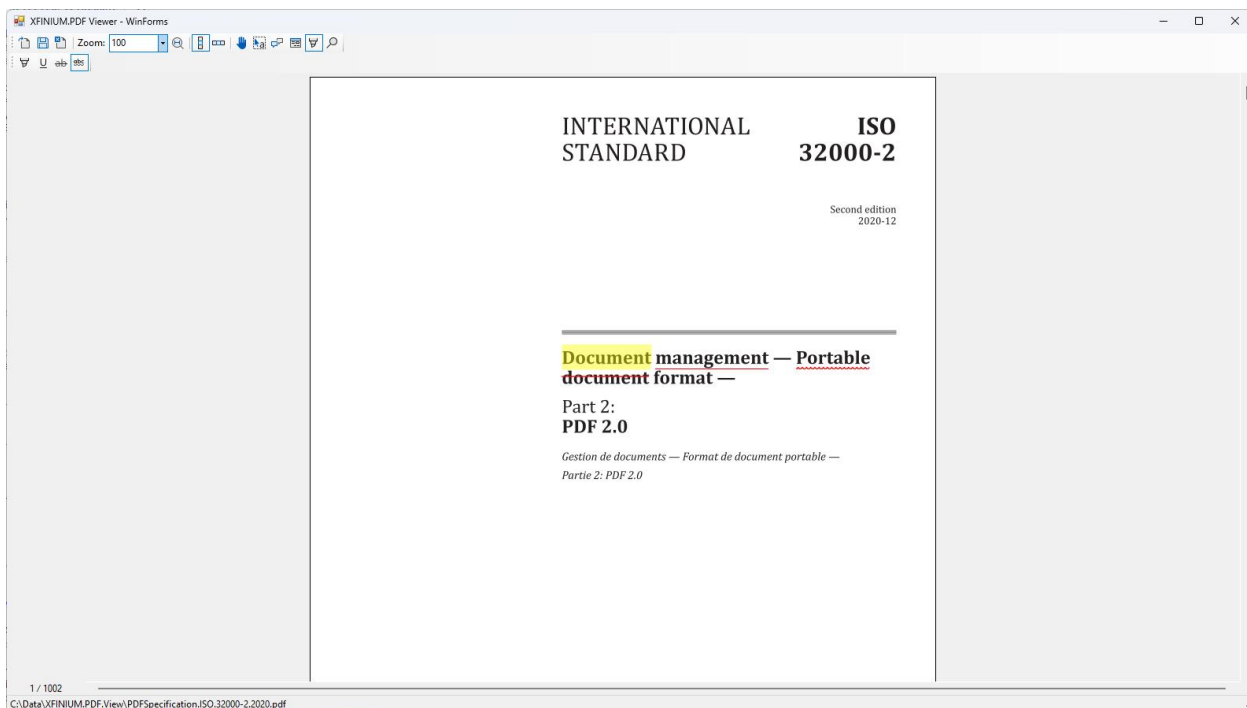 XFINIUM.PDF Viewer - WinForms
Zoom: 100
U ab abc
INTERNATIONAL STANDARD
ISO 32000-2
Second edition
2020-12
Document management — Portable
document format —
Part 2:
PDF 2.0
Gestion de documents — Format de document portable —
Partie 2: PDF 2.0
1 / 1002
C:\Data\XFINIUM.PDF.View\PDFSpecification.ISO.32000-2.2020.pdf